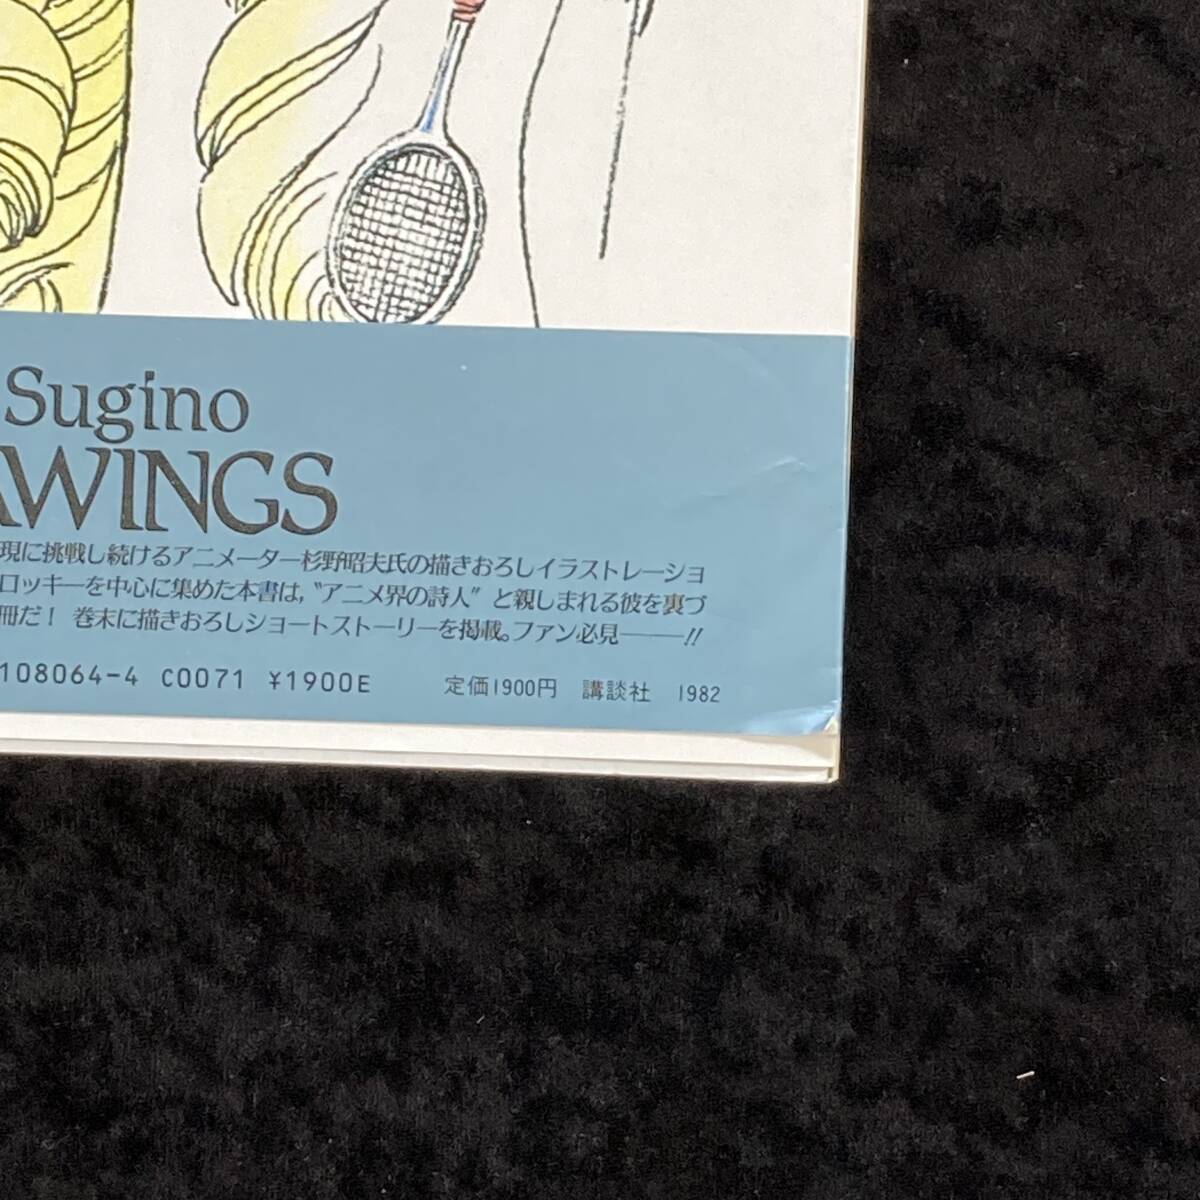 Sugino
AWINGS
現に挑戦し続けるアニメーター杉野昭夫氏の描きおろしイラストレーショ
ロッキーを中心に集めた本書は,〝アニメ界の詩人〟と親しまれる彼を裏づ
冊だ! 巻末に描きおろしショートストーリーを掲載。ファン必見――!!
108064-4 C0071 ¥1900E 定価1900円 講談社 1982